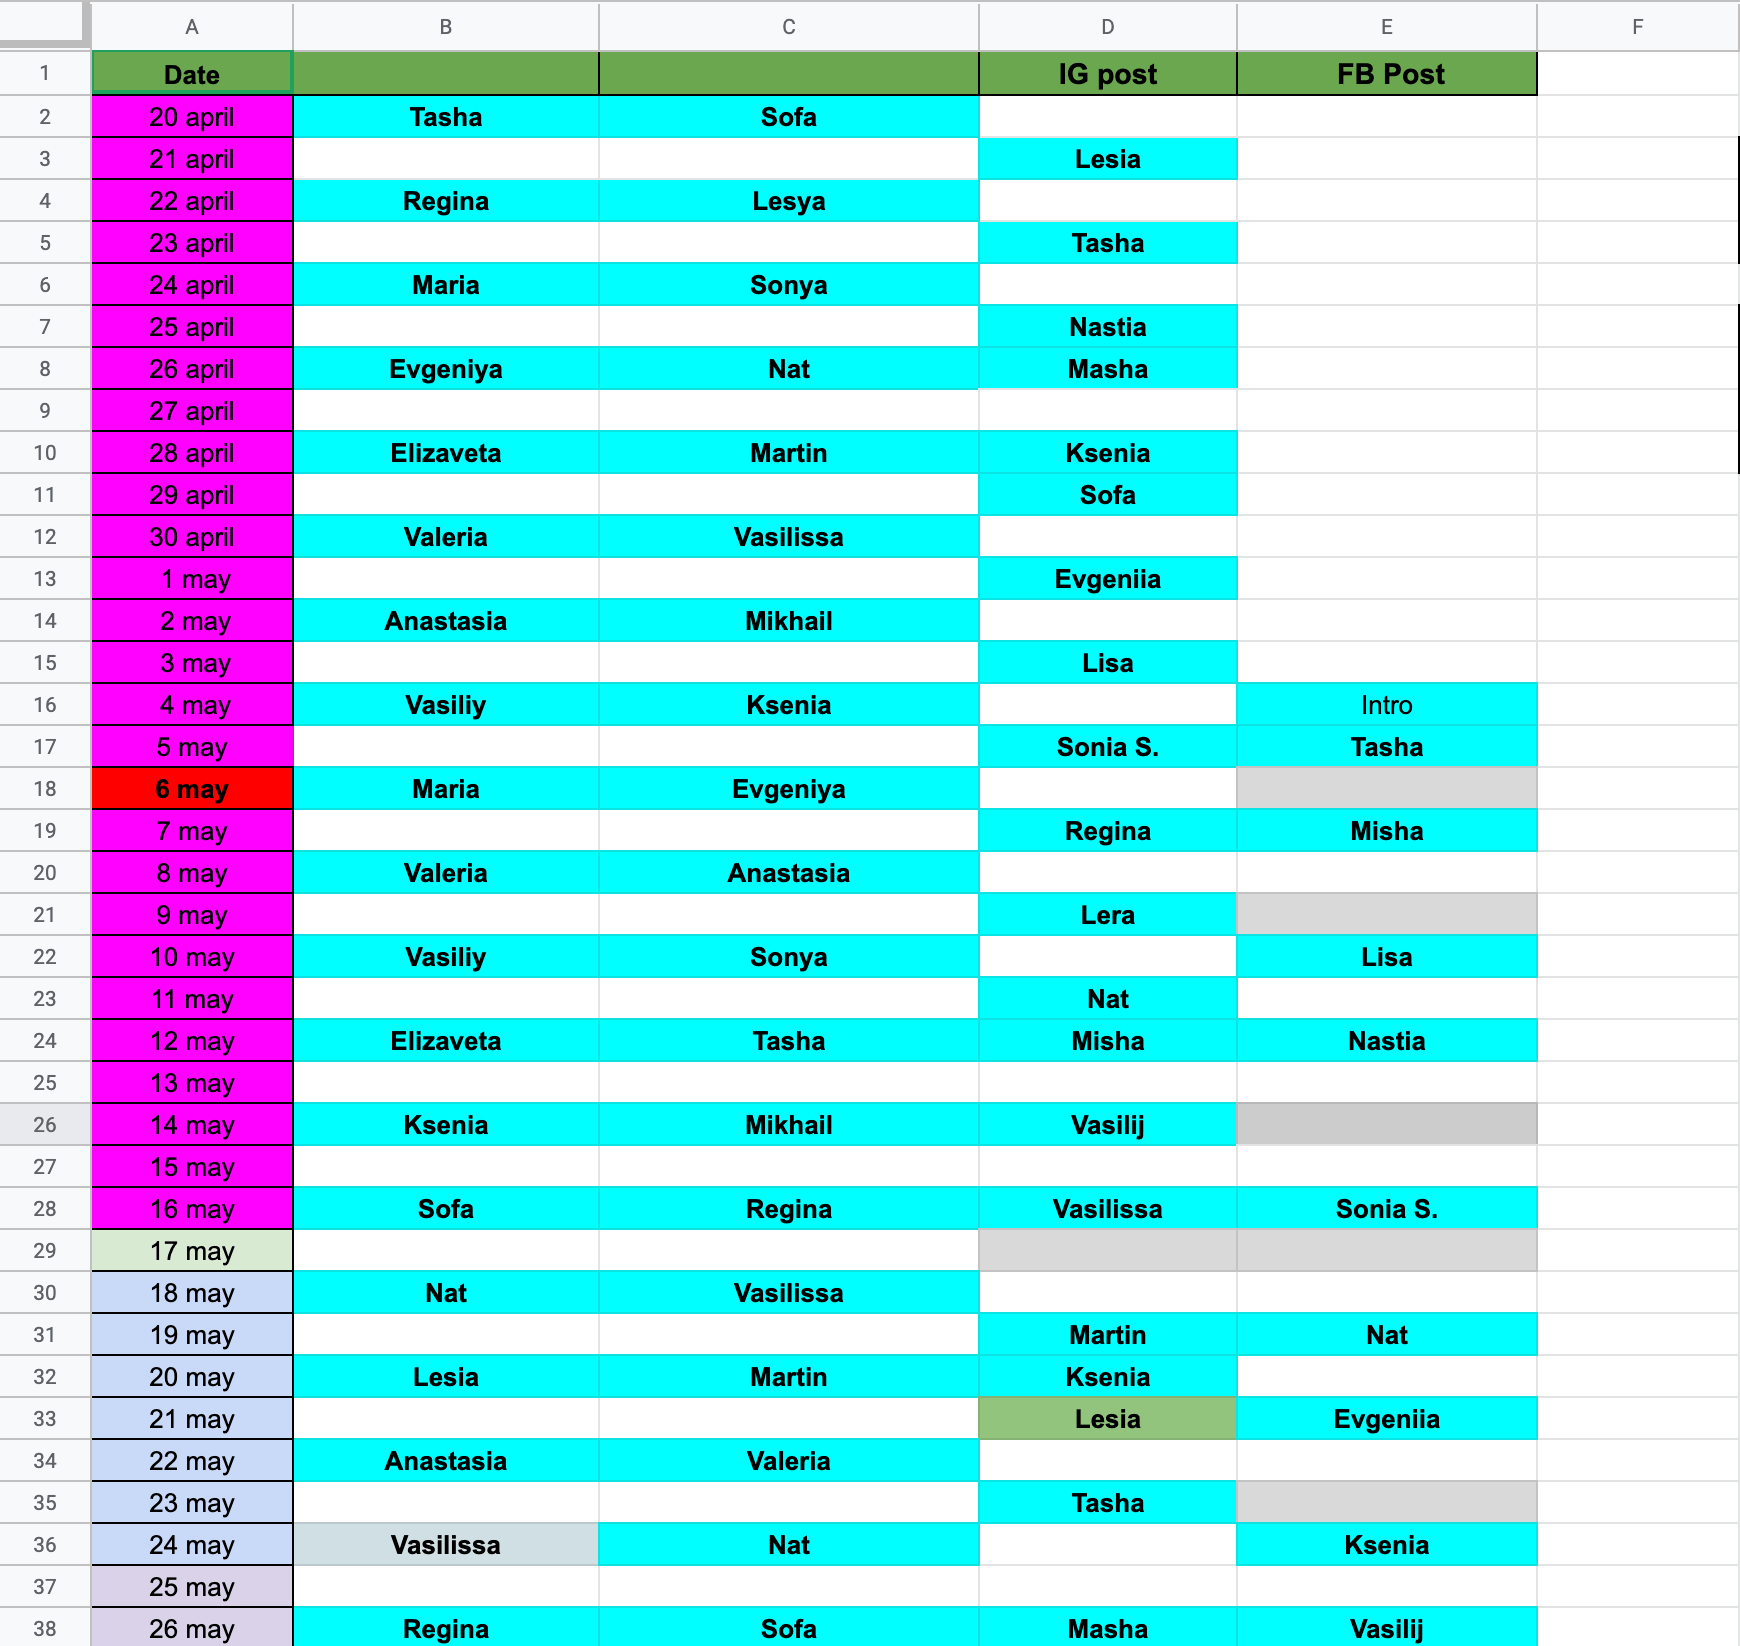 A B C D E F
1 Date IG post FB Post
2 20 april Tasha Sofa
3 21 april Lesia
4 22 april Regina Lesya
5 23 april Tasha
6 24 april Maria Sonya
7 25 april Nastia
8 26 april Evgeniya Nat Masha
9 27 april
10 28 april Elizaveta Martin Ksenia
11 29 april Sofa
12 30 april Valeria Vasilissa
13 1 may Evgeniia
14 2 may Anastasia Mikhail
15 3 may Lisa
16 4 may Vasiliy Ksenia Intro
17 5 may Sonia S. Tasha
18 6 may Maria Evgeniya
19 7 may Regina Misha
20 8 may Valeria Anastasia
21 9 may Lera
22 10 may Vasiliy Sonya Lisa
23 11 may Nat
24 12 may Elizaveta Tasha Misha Nastia
25 13 may
26 14 may Ksenia Mikhail Vasilij
27 15 may
28 16 may Sofa Regina Vasilissa Sonia S.
29 17 may
30 18 may Nat Vasilissa
31 19 may Martin Nat
32 20 may Lesia Martin Ksenia
33 21 may Lesia Evgeniia
34 22 may Anastasia Valeria
35 23 may Tasha
36 24 may Vasilissa Nat Ksenia
37 25 may
38 26 may Regina Sofa Masha Vasilij